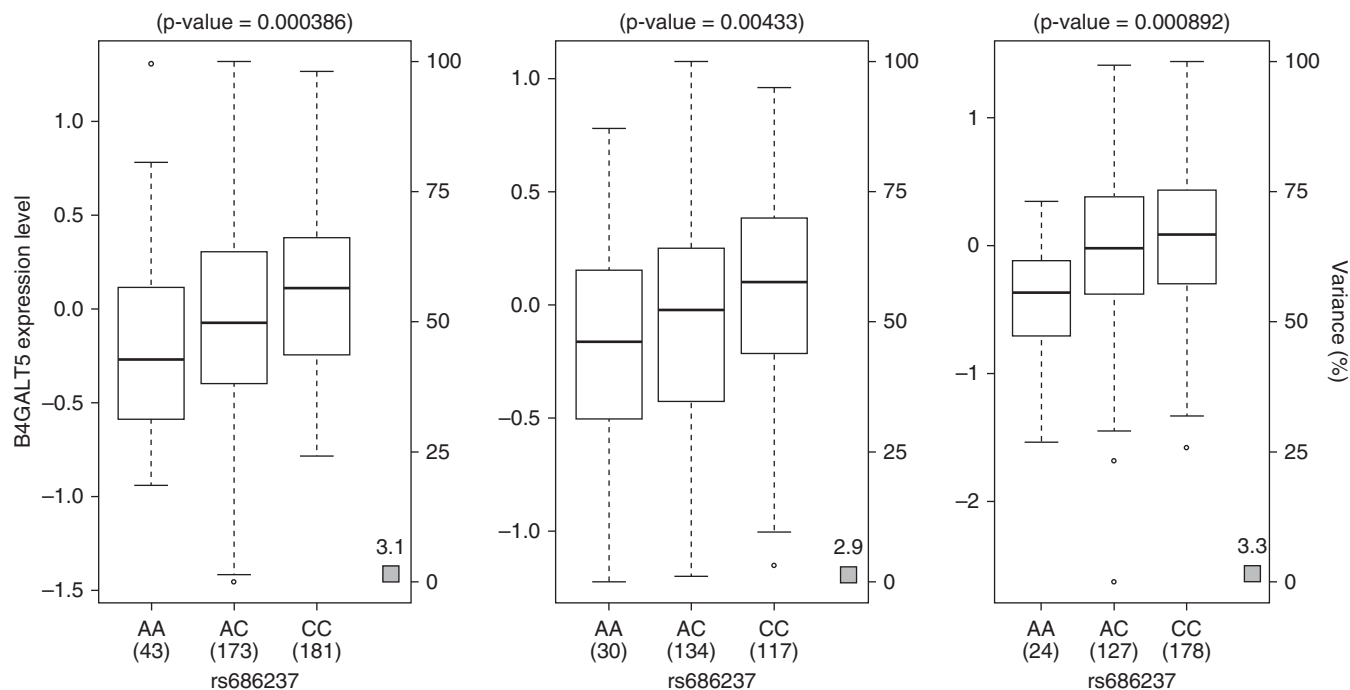 (p-value = 0.000386)
B4GALT5 expression level
1.0
0.5
0.0
−0.5
−1.0
−1.5
100
75
50
25
0
3.1
AA AC CC
(43) (173) (181)
rs686237
(p-value = 0.00433)
1.0
0.5
0.0
−0.5
−1.0
100
75
50
25
0
2.9
AA AC CC
(30) (134) (117)
rs686237
(p-value = 0.000892)
1
0
−1
−2
100
75
50
25
0
Variance (%)
3.3
AA AC CC
(24) (127) (178)
rs686237